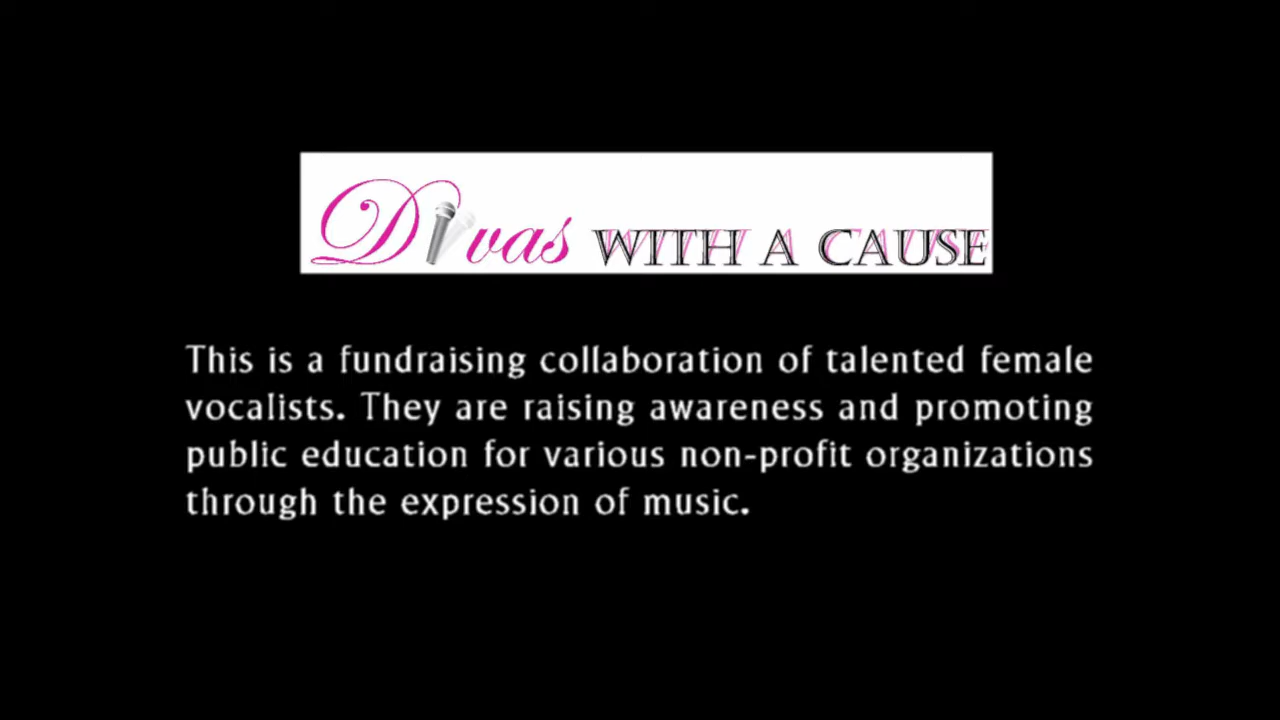 Divas WITH A CAUSE
This is a fundraising collaboration of talented female
vocalists. They are raising awareness and promoting
public education for various non-profit organizations
through the expression of music.